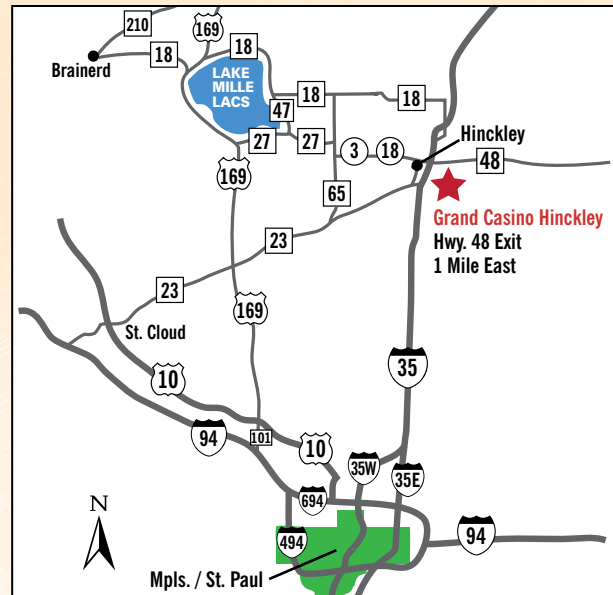 210
169
18
18
Brainerd
LAKE
MILLE
LACS
18
18
47
Hinckley
27
27
3
18
48
169
65
Grand Casino Hinckley
Hwy. 48 Exit
1 Mile East
23
23
169
St. Cloud
35
10
94
101
10
35W
35E
694
N
494
94
Mpls. / St. Paul